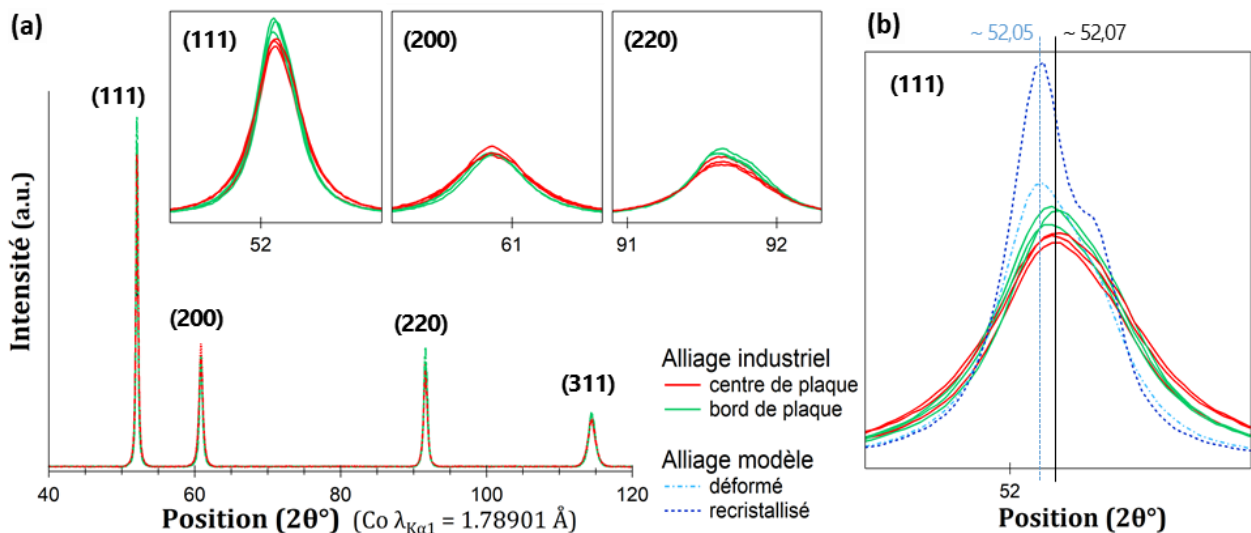 (a)
(111)
(200)
(220)
52
61
91
92
(111)
(200)
(220)
(311)
Intensité (a.u.)
40
60
80
100
120
Position (2θ°) (Co λKα1 = 1.78901 Å)
Alliage industriel
centre de plaque
bord de plaque
Alliage modèle
déformé
recristallisé
(b)
~ 52,05
~ 52,07
(111)
52
Position (2θ°)